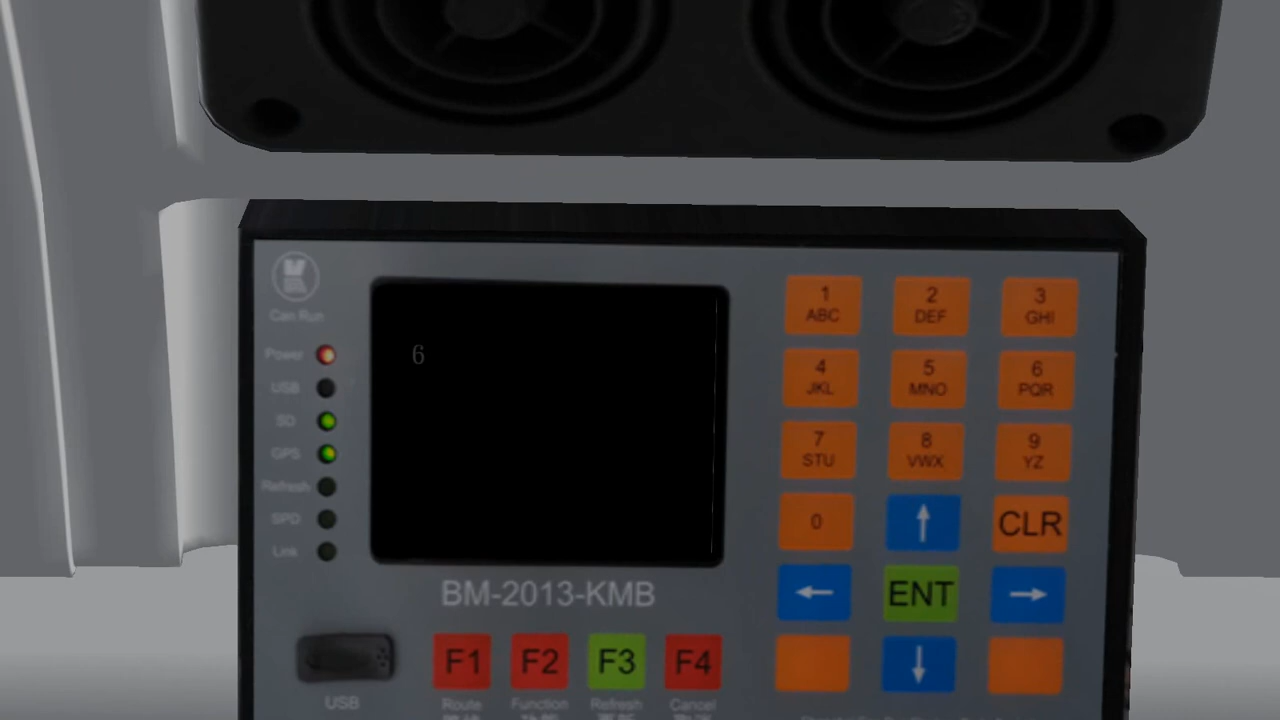 Can Run
Power
USB
SD
GPS
Refresh
SPD
Link
6
BM-2013-KMB
1 ABC
2 DEF
3 GHI
4 JKL
5 MNO
6 PQR
7 STU
8 VWX
9 YZ
0
CLR
ENT
F1
F2
F3
F4
USB
Route
Function
Refresh
Cancel